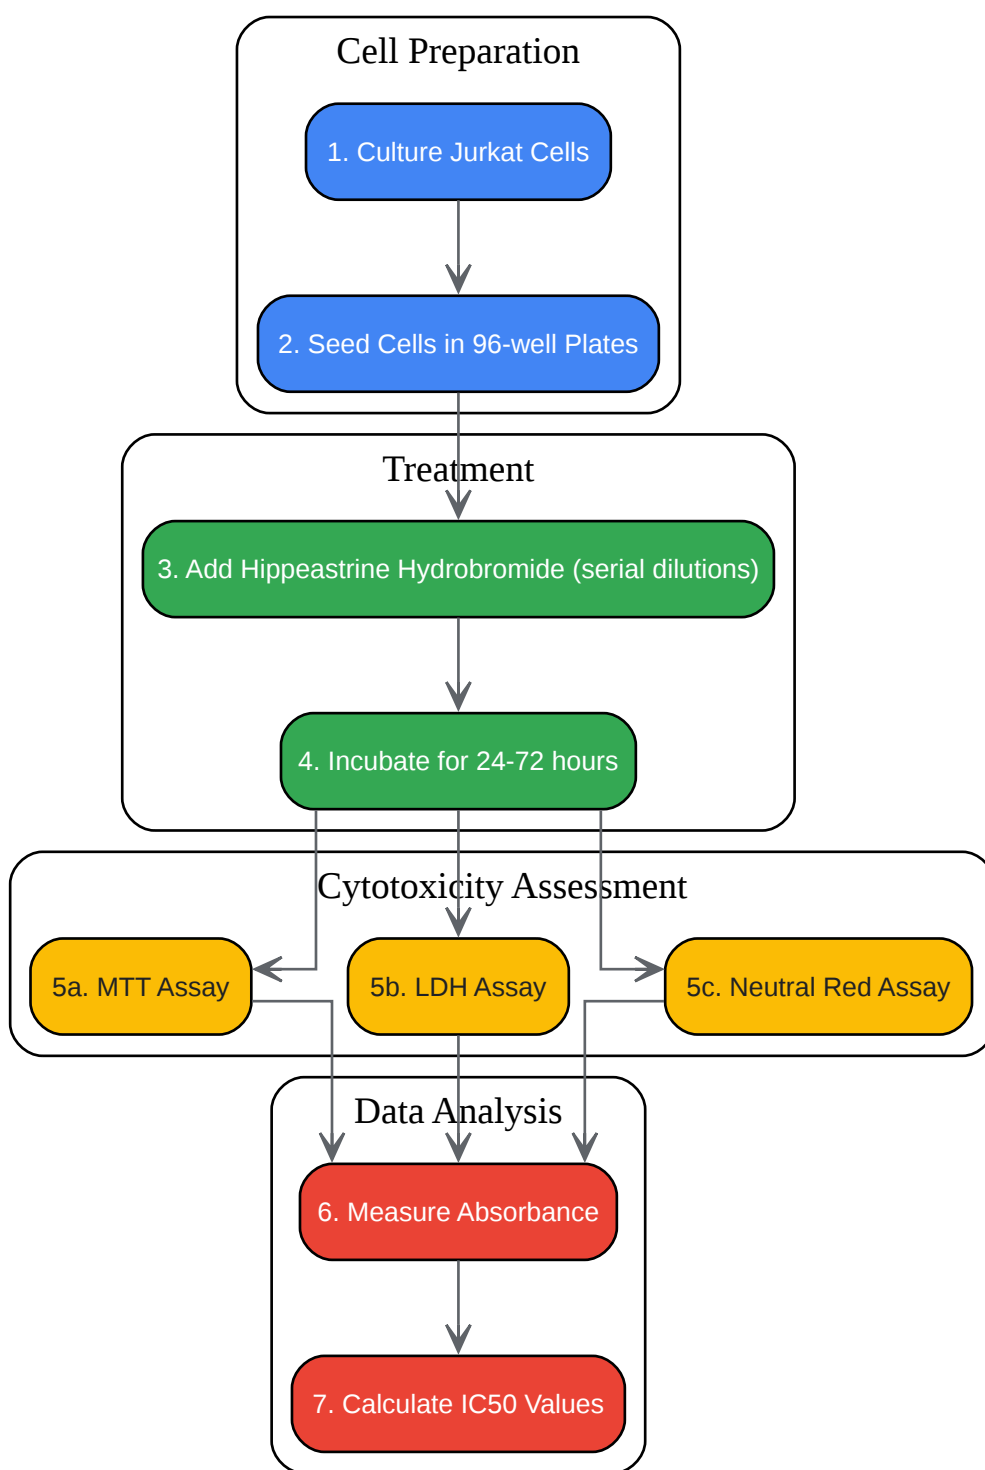 Cell Preparation
1. Culture Jurkat Cells
2. Seed Cells in 96-well Plates
Treatment
3. Add Hippeastrine Hydrobromide (serial dilutions)
4. Incubate for 24-72 hours
Cytotoxicity Assessment
5a. MTT Assay
5b. LDH Assay
5c. Neutral Red Assay
Data Analysis
6. Measure Absorbance
7. Calculate IC50 Values